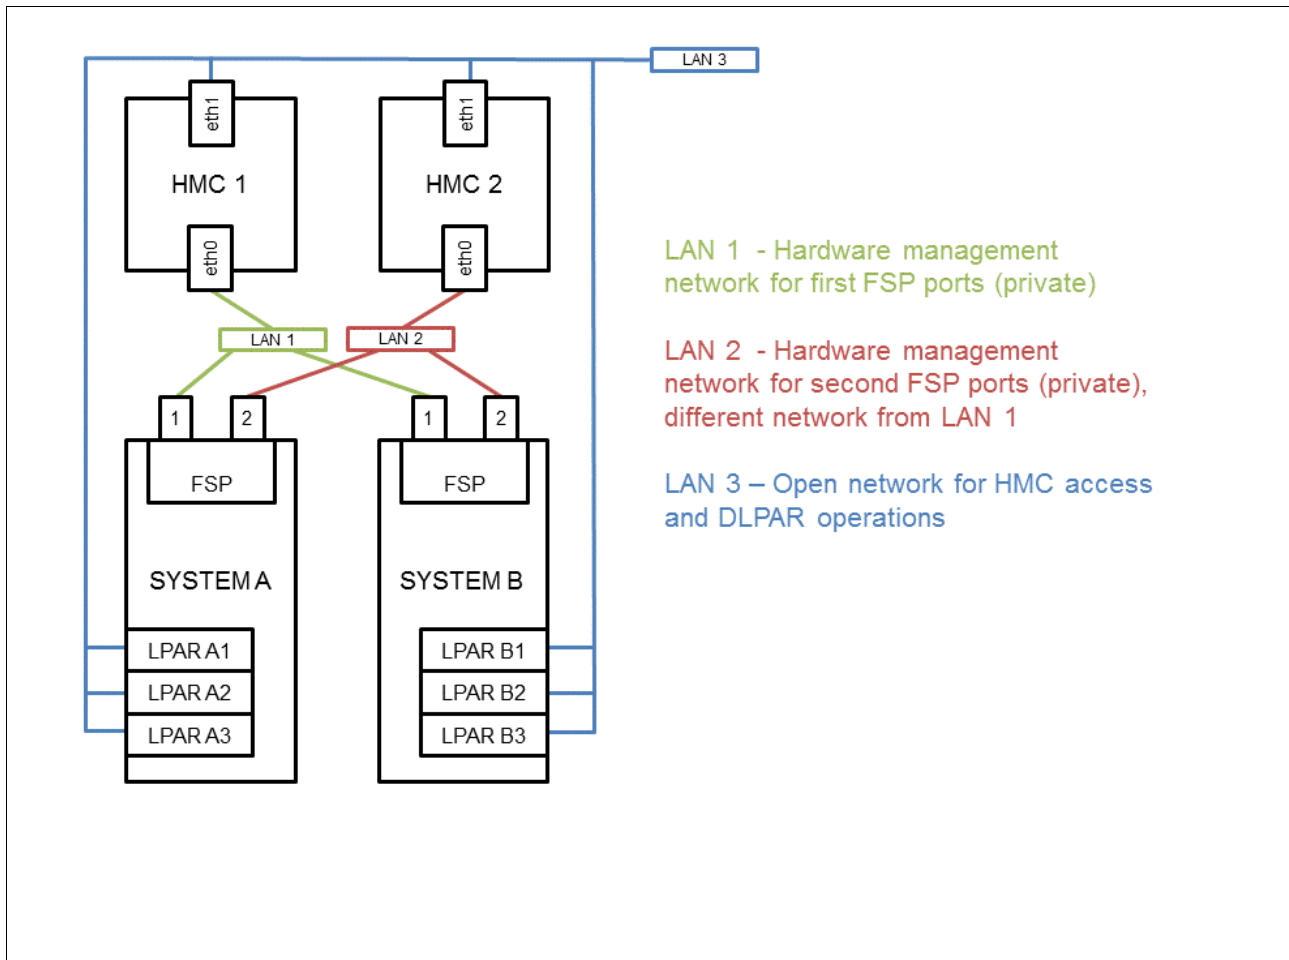 LAN 3
eth1
eth1
HMC 1
HMC 2
eth0
eth0
LAN 1
LAN 2
LAN 1 - Hardware management
network for first FSP ports (private)
LAN 2 - Hardware management
network for second FSP ports (private),
different network from LAN 1
LAN 3 – Open network for HMC access
and DLPAR operations
1
2
1
2
FSP
FSP
SYSTEM A
SYSTEM B
LPAR A1
LPAR A2
LPAR A3
LPAR B1
LPAR B2
LPAR B3